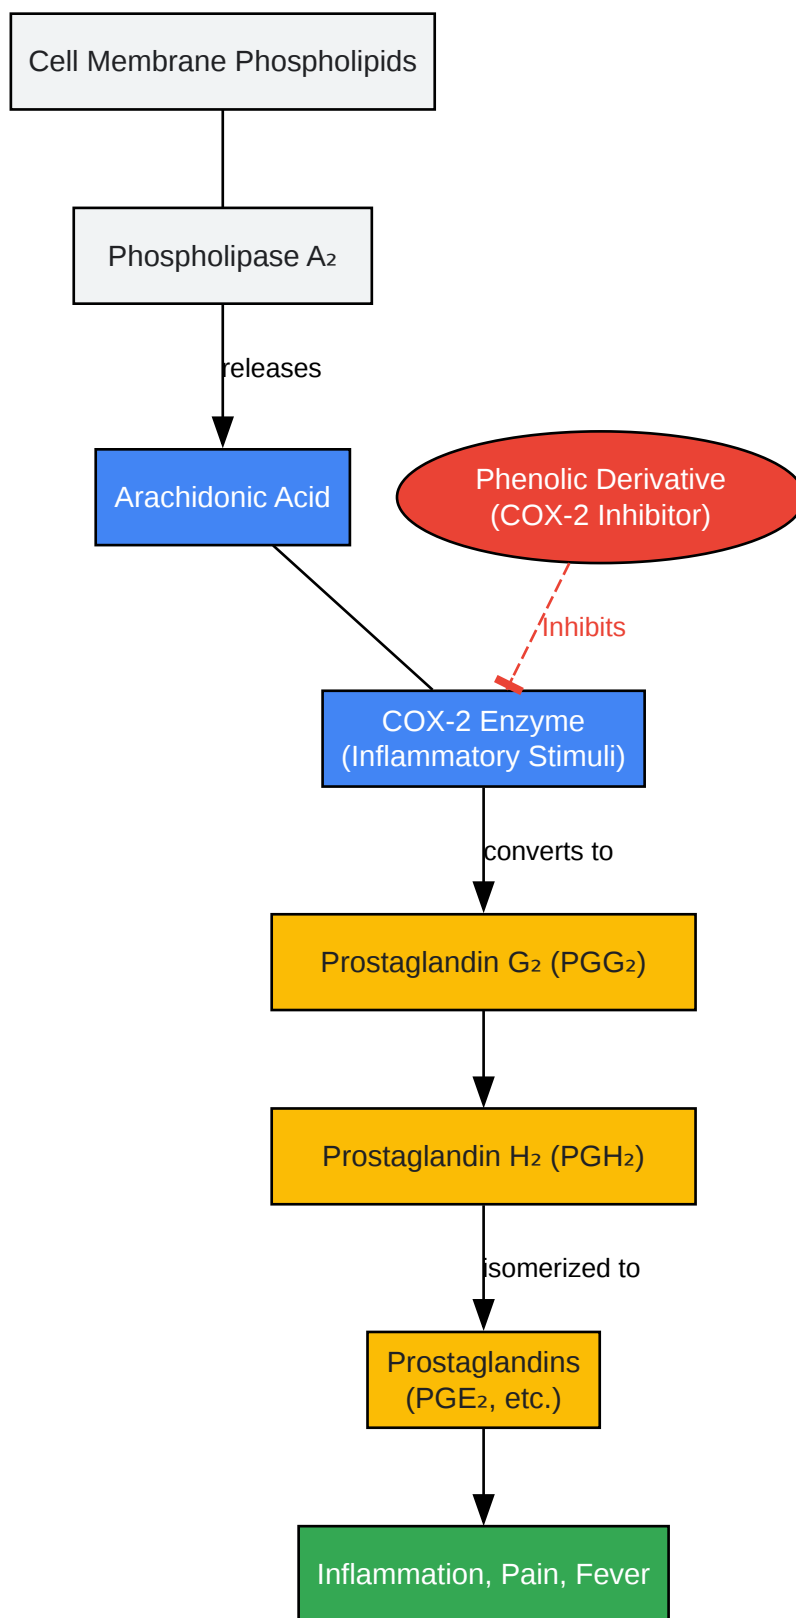 Cell Membrane Phospholipids
Phospholipase A₂
releases
Arachidonic Acid
Phenolic Derivative
(COX-2 Inhibitor)
Inhibits
COX-2 Enzyme
(Inflammatory Stimuli)
converts to
Prostaglandin G₂ (PGG₂)
Prostaglandin H₂ (PGH₂)
isomerized to
Prostaglandins
(PGE₂, etc.)
Inflammation, Pain, Fever